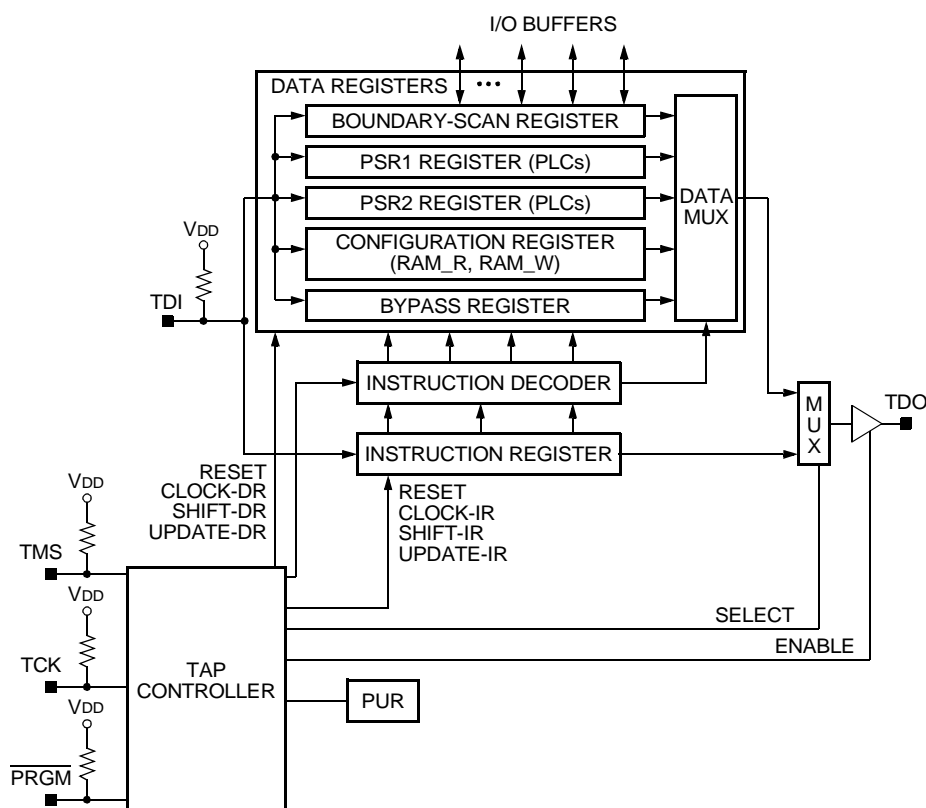 I/O BUFFERS
DATA REGISTERS
•••
BOUNDARY-SCAN REGISTER
PSR1 REGISTER (PLCs)
PSR2 REGISTER (PLCs)
CONFIGURATION REGISTER
(RAM_R, RAM_W)
BYPASS REGISTER
DATA
MUX
VDD
TDI
INSTRUCTION DECODER
INSTRUCTION REGISTER
M
U
X
TDO
RESET
CLOCK-DR
SHIFT-DR
UPDATE-DR
RESET
CLOCK-IR
SHIFT-IR
UPDATE-IR
VDD
TMS
VDD
TCK
VDD
PRGM
TAP
CONTROLLER
SELECT
ENABLE
PUR